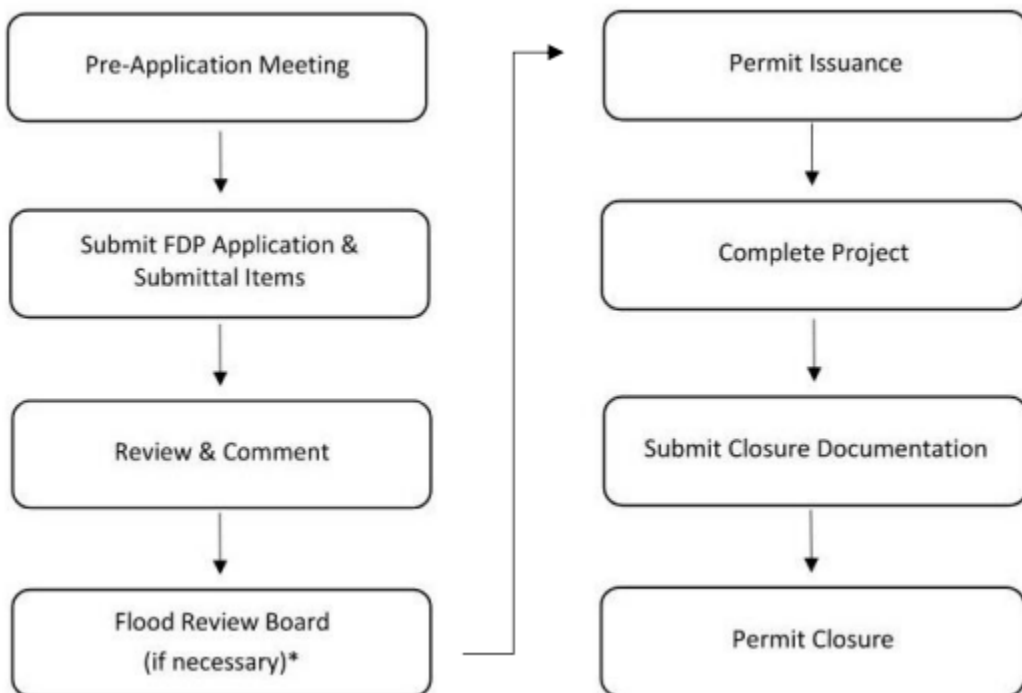 Pre-Application Meeting
Submit FDP Application &
Submittal Items
Review & Comment
Flood Review Board
(if necessary)*
Permit Issuance
Complete Project
Submit Closure Documentation
Permit Closure